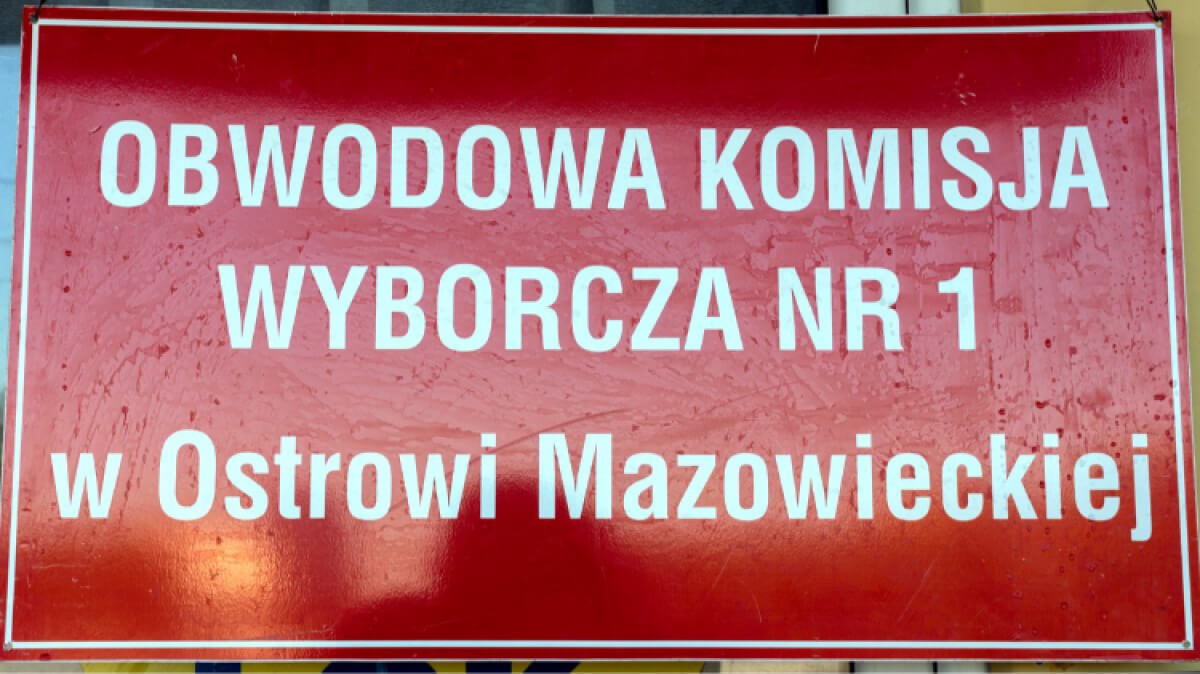 OBWODOWA KOMISJA
WYBORCZA NR 1
w Ostrowi Mazowieckiej